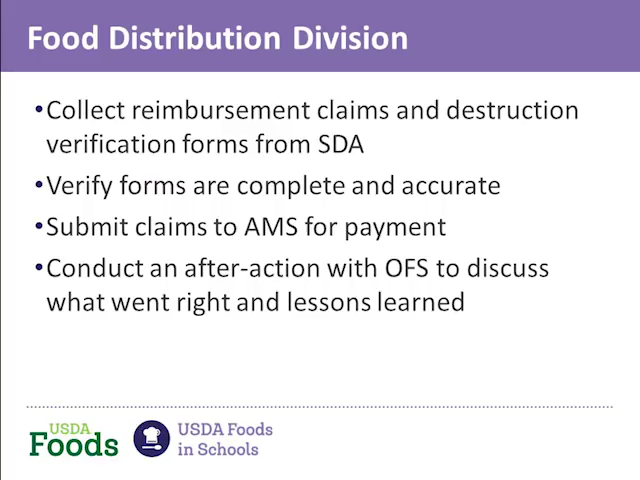 Food Distribution Division
•Collect reimbursement claims and destruction
verification forms from SDA
•Verify forms are complete and accurate
•Submit claims to AMS for payment
•Conduct an after-action with OFS to discuss
what went right and lessons learned
USDA
Foods
USDA Foods
in Schools